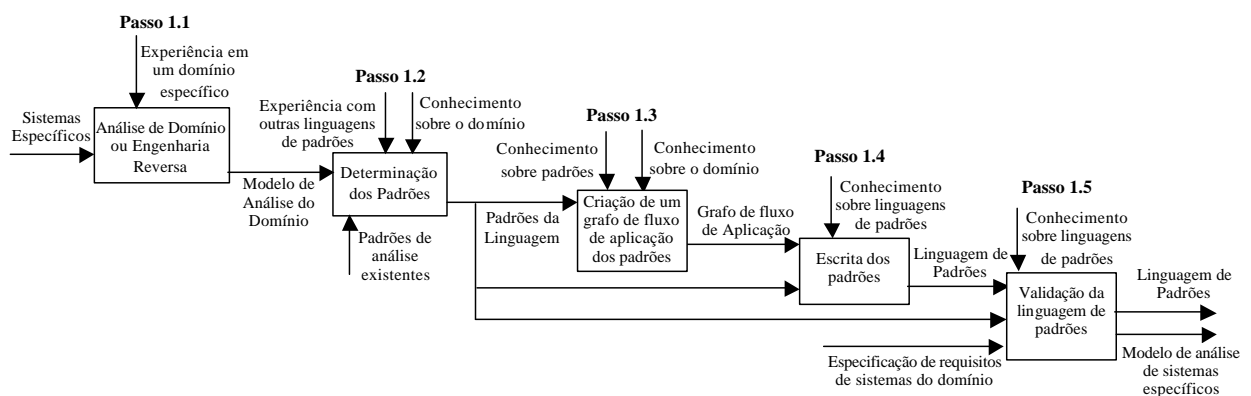 Passo 1.1
Experiência em
um domínio
específico
Sistemas
Específicos
Análise de Domínio
ou Engenharia
Reversa
Modelo de
Análise do
Domínio
Passo 1.2
Experiência com
outras linguagens
de padrões
Conhecimento
sobre o domínio
Determinação
dos Padrões
Padrões de
análise
existentes
Padrões da
Linguagem
Passo 1.3
Conhecimento
sobre padrões
Conhecimento
sobre o domínio
Criação de um
grafo de fluxo
de aplicação
dos padrões
Grafo de fluxo
de Aplicação
Passo 1.4
Conhecimento
sobre linguagens
de padrões
Escrita dos
padrões
Linguagem de
Padrões
Passo 1.5
Conhecimento
sobre linguagens
de padrões
Validação da
linguagem de
padrões
Especificação de requisitos
de sistemas do domínio
Linguagem de
Padrões
Modelo de análise
de sistemas
específicos